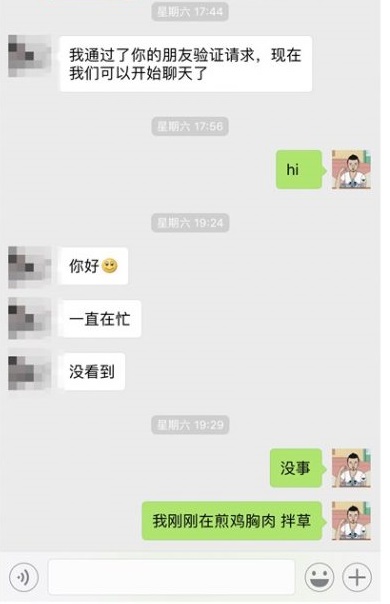 星期六 17:44
我通过了你的朋友验证请求，现在
我们可以开始聊天了
星期六 17:56
hi
星期六 19:24
你好
一直在忙
没看到
星期六 19:29
没事
我刚刚在煎鸡胸肉 拌草